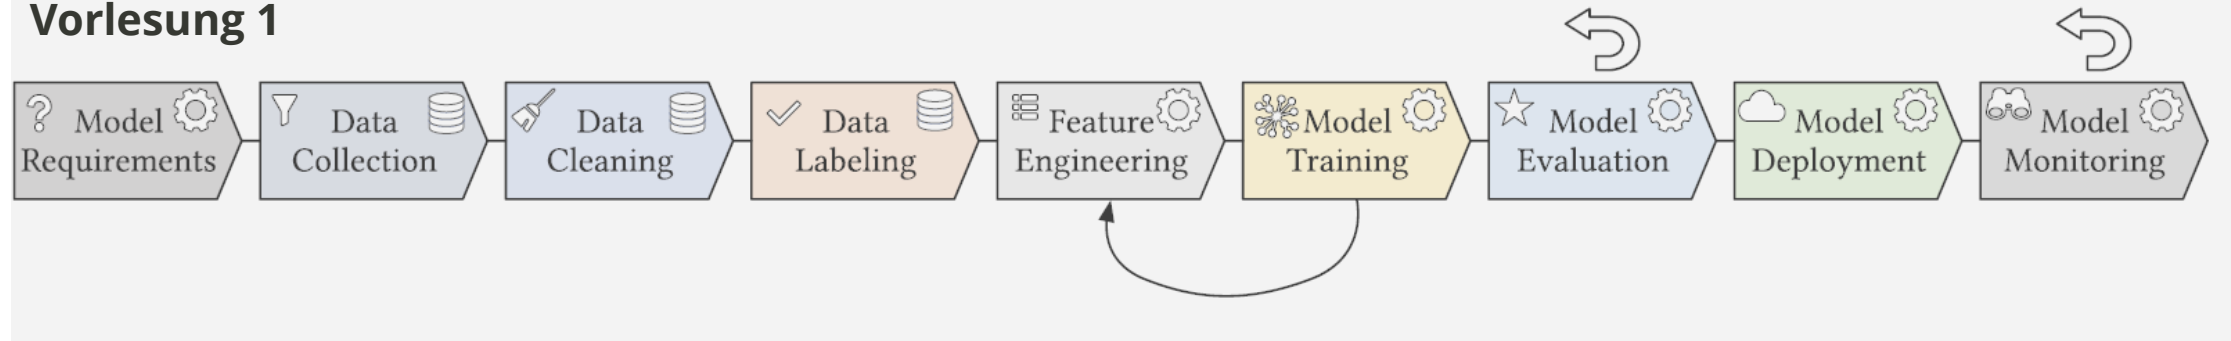 Vorlesung 1
Model
Requirements
Data
Collection
Data
Cleaning
Data
Labeling
Feature
Engineering
Model
Training
Model
Evaluation
Model
Deployment
Model
Monitoring